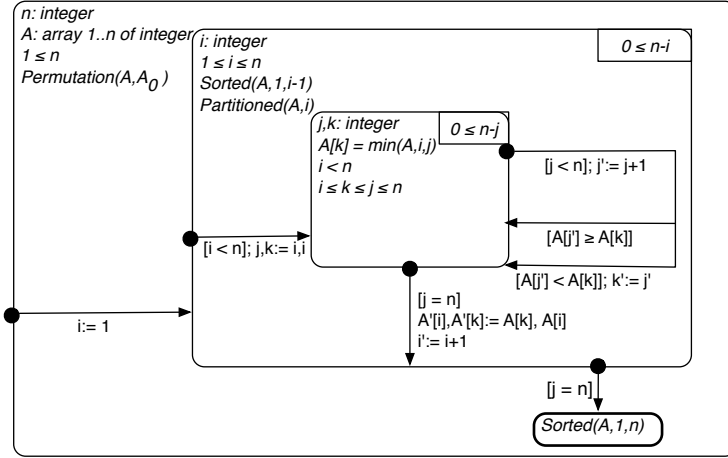 n: integer
A: array 1..n of integer
1 ≤ n
Permutation(A,A₀ )
i: integer
1 ≤ i ≤ n
Sorted(A,1,i-1)
Partitioned(A,i)
0 ≤ n-i
j,k: integer
A[k] = min(A,i,j)
i < n
i ≤ k ≤ j ≤ n
0 ≤ n-j
[j < n]; j':= j+1
[A[j'] ≥ A[k]]
[A[j'] < A[k]]; k':= j'
[i < n]; j,k:= i,i
[j = n]
A'[i],A'[k]:= A[k], A[i]
i':= i+1
i:= 1
[j = n]
Sorted(A,1,n)